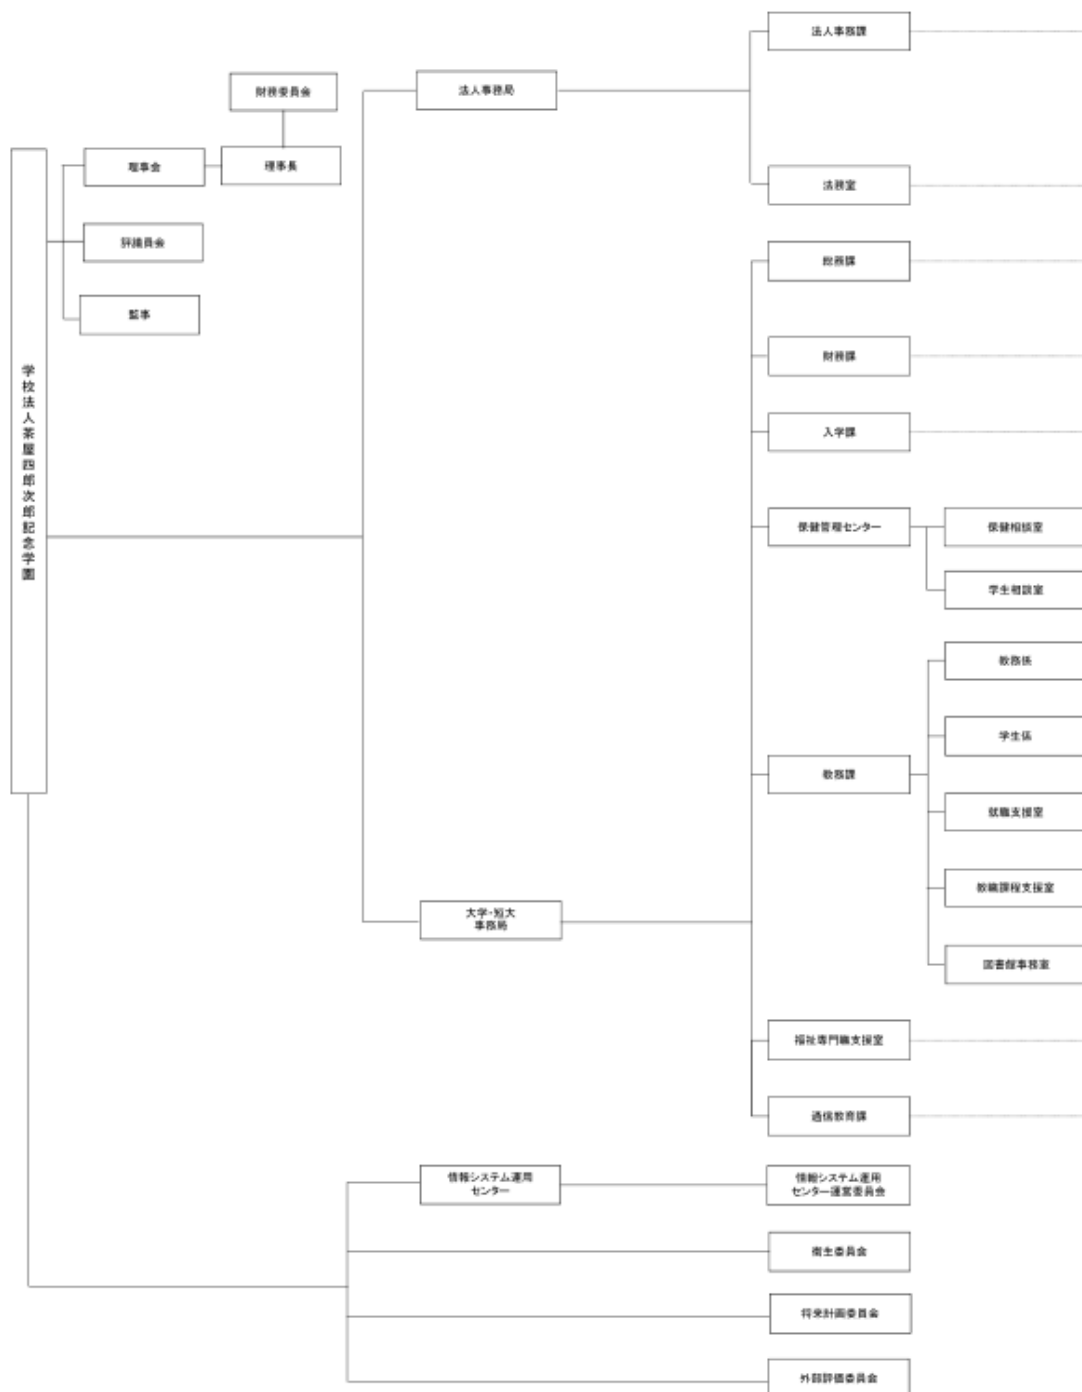 学校法人茶屋四郎次郎記念学園
財務委員会
理事会
理事長
評議員会
監事
法人事務局
法人事務課
法務室
大学・短大
事務局
総務課
財務課
入学課
保健管理センター
保健相談室
学生相談室
教務課
教務係
学生係
就職支援室
教職課程支援室
図書館事務室
福祉専門職支援室
通信教育課
情報システム運用
センター
情報システム運用
センター運営委員会
衛生委員会
将来計画委員会
外部評価委員会